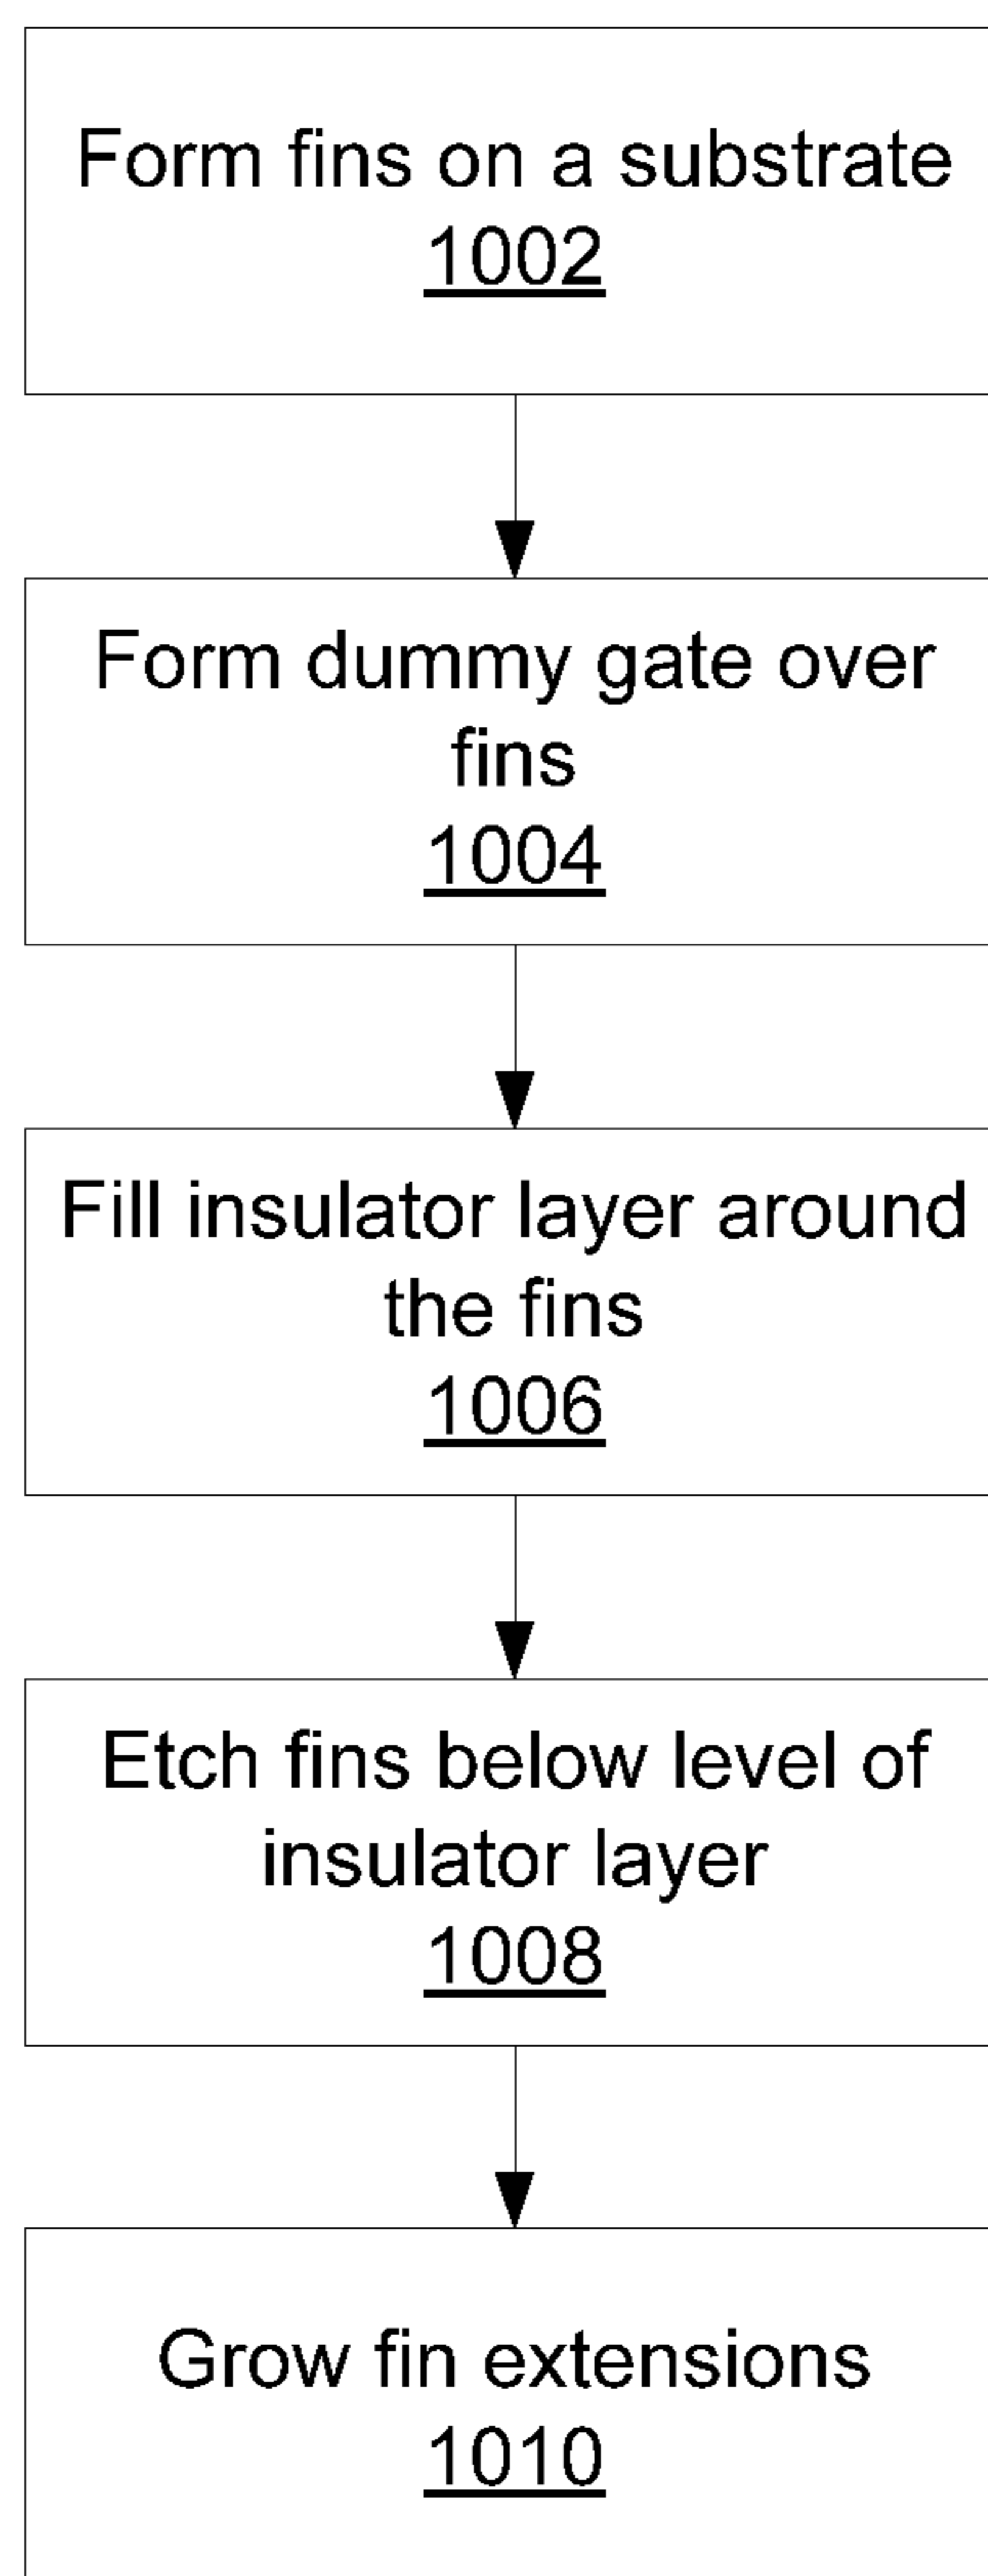 Form fins on a substrate
1002
Form dummy gate over
fins
1004
Fill insulator layer around
the fins
1006
Etch fins below level of
insulator layer
1008
Grow fin extensions
1010